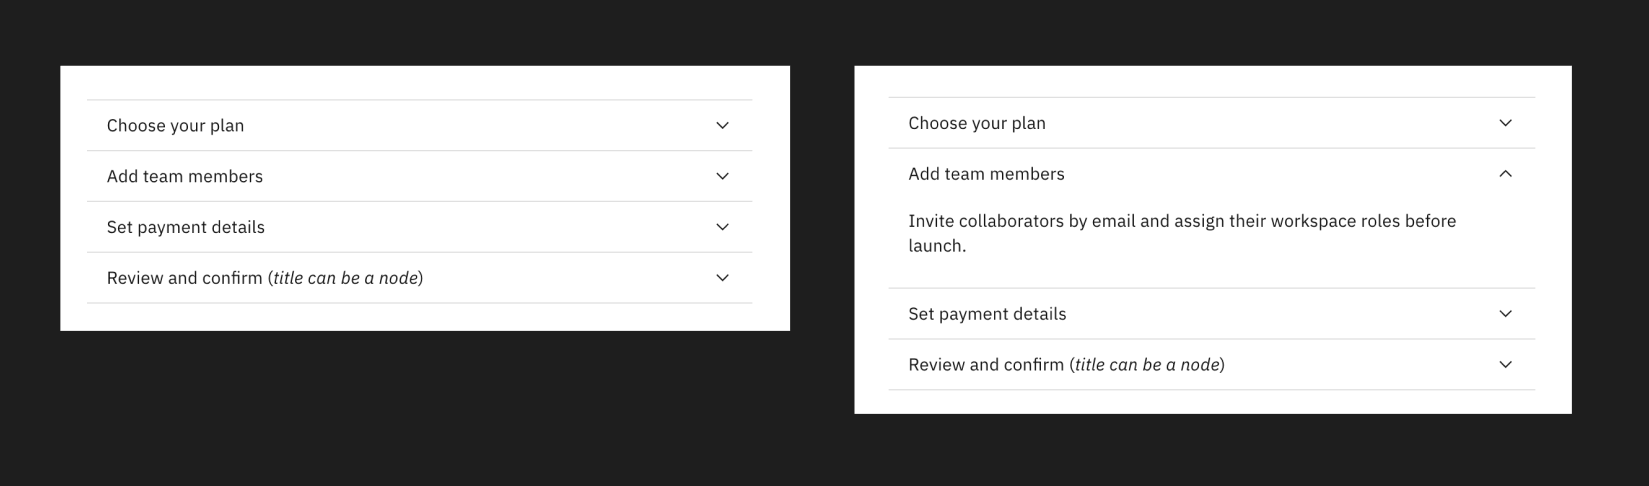 Choose your plan
Add team members
Set payment details
Review and confirm (title can be a node)
Choose your plan
Add team members
Invite collaborators by email and assign their workspace roles before
launch.
Set payment details
Review and confirm (title can be a node)